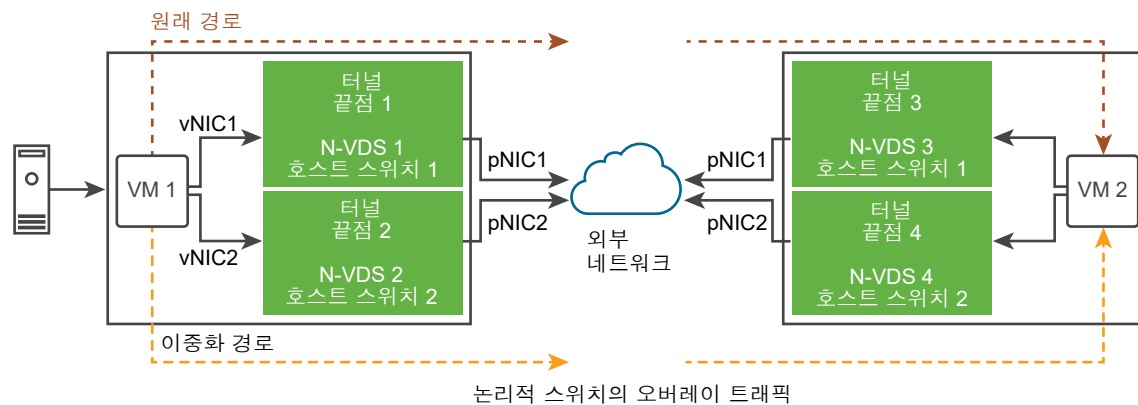 원래 경로
터널
끝점 1
vNIC1
N-VDS 1
호스트 스위치 1
pNIC1
VM 1
터널
끝점 2
vNIC2
N-VDS 2
호스트 스위치 2
pNIC2
이중화 경로
외부
네트워크
터널
끝점 3
pNIC1
N-VDS 3
호스트 스위치 1
VM 2
터널
끝점 4
pNIC2
N-VDS 4
호스트 스위치 2
논리적 스위치의 오버레이 트래픽